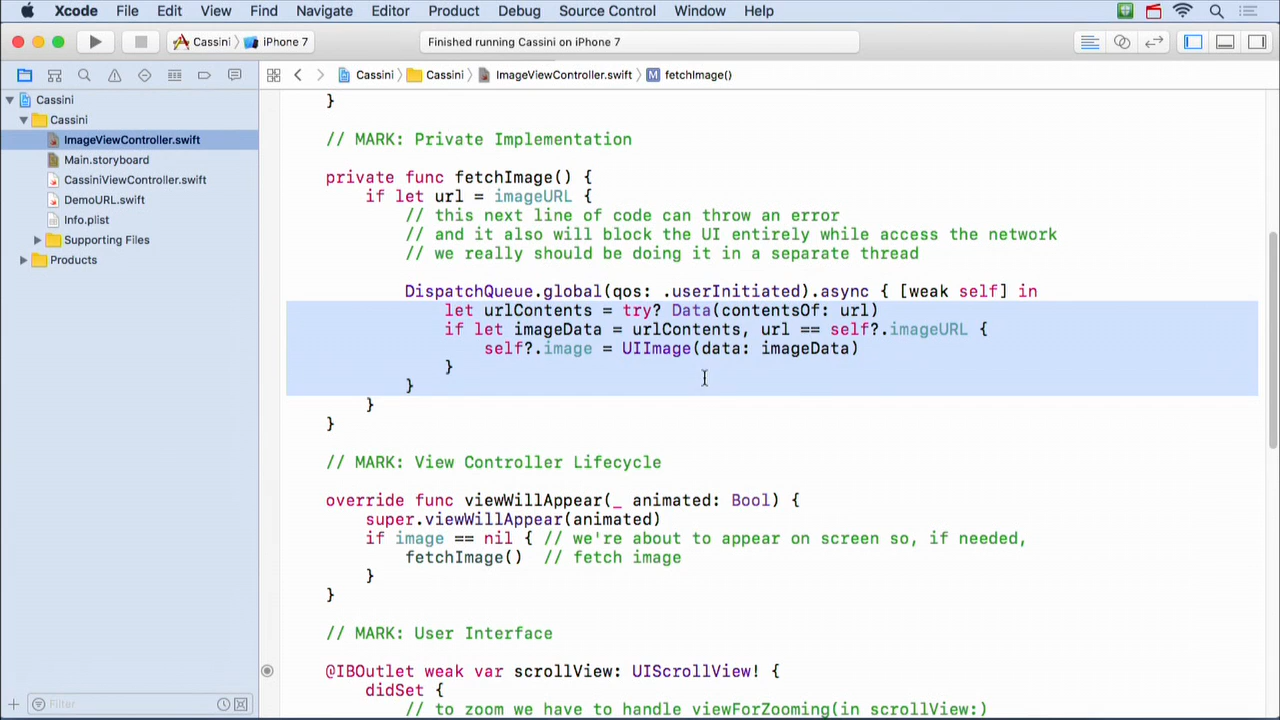 Xcode File Edit View Find Navigate Editor Product Debug Source Control Window Help
Cassini iPhone 7 Finished running Cassini on iPhone 7
Cassini Cassini ImageViewController.swift M fetchImage()
Cassini
Cassini
ImageViewController.swift
Main.storyboard
CassiniViewController.swift
DemoURL.swift
Info.plist
Supporting Files
Products
Filter
}
// MARK: Private Implementation
private func fetchImage() {
if let url = imageURL {
// this next line of code can throw an error
// and it also will block the UI entirely while access the network
// we really should be doing it in a separate thread
DispatchQueue.global(qos: .userInitiated).async { [weak self] in
let urlContents = try? Data(contentsOf: url)
if let imageData = urlContents, url == self?.imageURL {
self?.image = UIImage(data: imageData)
}
}
}
}
// MARK: View Controller Lifecycle
override func viewWillAppear(_ animated: Bool) {
super.viewWillAppear(animated)
if image == nil { // we're about to appear on screen so, if needed,
fetchImage() // fetch image
}
}
// MARK: User Interface
@IBOutlet weak var scrollView: UIScrollView! {
didSet {
// to zoom we have to handle viewForZooming(in scrollView:)